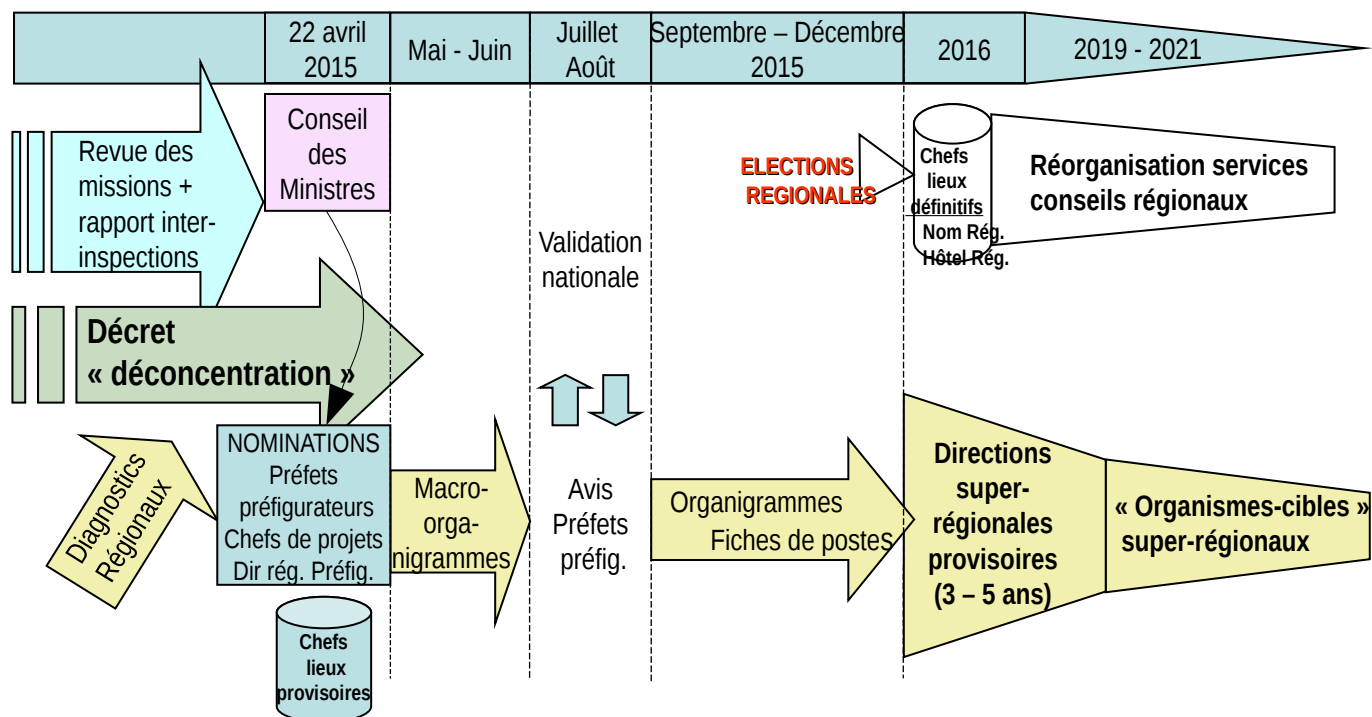 22 avril
2015
Mai - Juin
Juillet
Août
Septembre – Décembre
2015
2016
2019 - 2021
Revue des
missions +
rapport inter-
inspections
Conseil
des
Ministres
ELECTIONS
REGIONALES
Chefs
lieux
définitifs
Nom Rég.
Hôtel Rég.
Réorganisation services
conseils régionaux
Validation
nationale
Décret
« déconcentration »
Diagnostics
Régionaux
NOMINATIONS
Préfets
préfigurateurs
Chefs de projets
Dir rég. Préfig.
Macro-
orga-
nigrammes
Avis
Préfets
préfig.
Organigrammes
Fiches de postes
Directions
super-
régionales
provisoires
(3 – 5 ans)
« Organismes-cibles »
super-régionaux
Chefs
lieux
provisoires